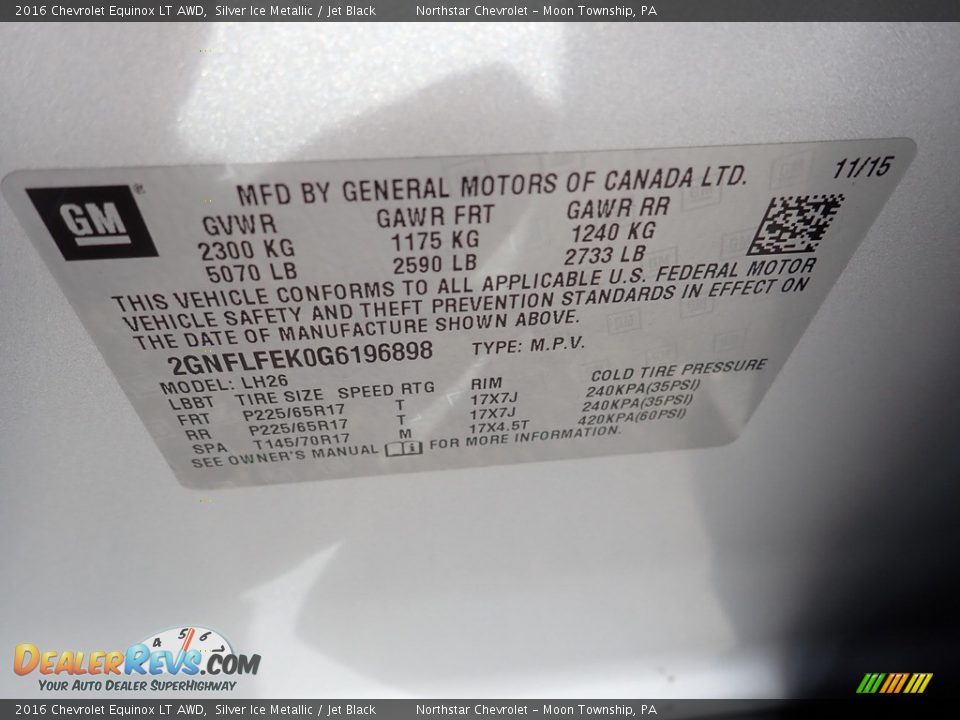 2016 Chevrolet Equinox LT AWD, Silver Ice Metallic / Jet Black Northstar Chevrolet – Moon Township, PA
11/15
GM ® MFD BY GENERAL MOTORS OF CANADA LTD.
GVWR GAWR FRT GAWR RR
2300 KG 1175 KG 1240 KG
5070 LB 2590 LB 2733 LB
THIS VEHICLE CONFORMS TO ALL APPLICABLE U.S. FEDERAL MOTOR
VEHICLE SAFETY AND THEFT PREVENTION STANDARDS IN EFFECT ON
THE DATE OF MANUFACTURE SHOWN ABOVE.
2GNFLFEK0G6196898 TYPE: M.P.V.
MODEL: LH26
LBBT TIRE SIZE SPEED RTG RIM COLD TIRE PRESSURE
FRT P225/65R17 T 17X7J 240KPA(35PSI)
RR P225/65R17 T 17X7J 240KPA(35PSI)
SPA T145/70R17 M 17X4.5T 420KPA(60PSI)
SEE OWNER'S MANUAL FOR MORE INFORMATION.
4 5 6 7
DEALERREVS.COM
YOUR AUTO DEALER SUPERHIGHWAY
2016 Chevrolet Equinox LT AWD, Silver Ice Metallic / Jet Black Northstar Chevrolet – Moon Township, PA